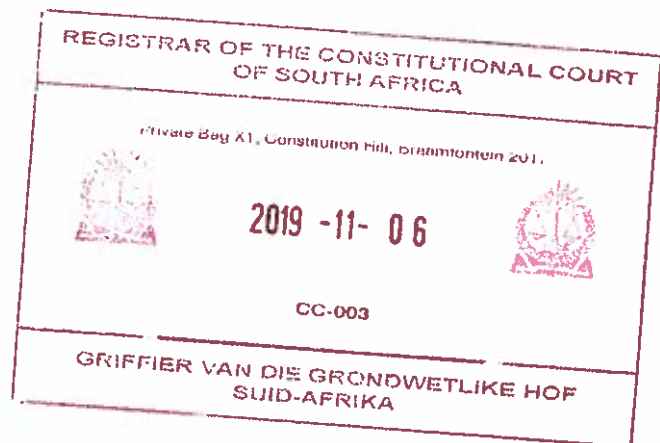 REGISTRAR OF THE CONSTITUTIONAL COURT
OF SOUTH AFRICA
Private Bag X1, Constitution Hill, Braamfontein 2017
2019 -11- 06
CC-003
GRIFFIER VAN DIE GRONDWETLIKE HOF
SUID-AFRIKA